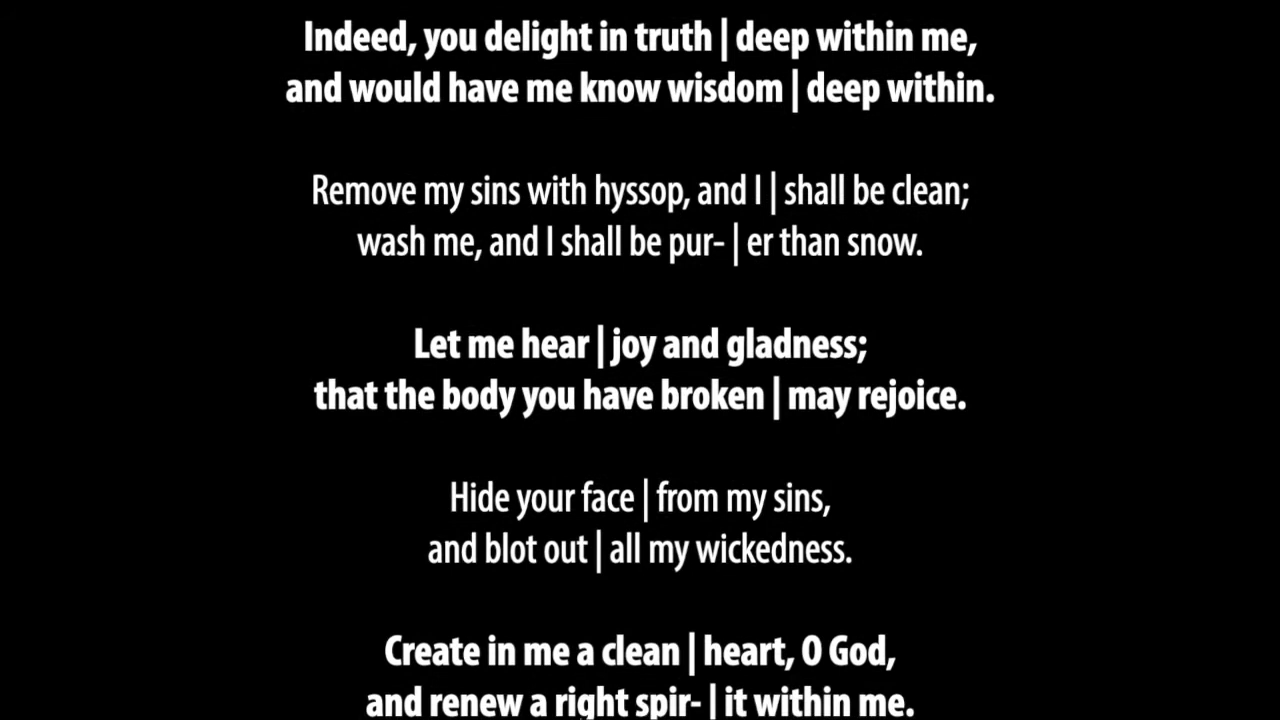 Indeed, you delight in truth | deep within me,
and would have me know wisdom | deep within.
Remove my sins with hyssop, and I | shall be clean;
wash me, and I shall be pur- | er than snow.
Let me hear | joy and gladness;
that the body you have broken | may rejoice.
Hide your face | from my sins,
and blot out | all my wickedness.
Create in me a clean | heart, O God,
and renew a right spir- | it within me.